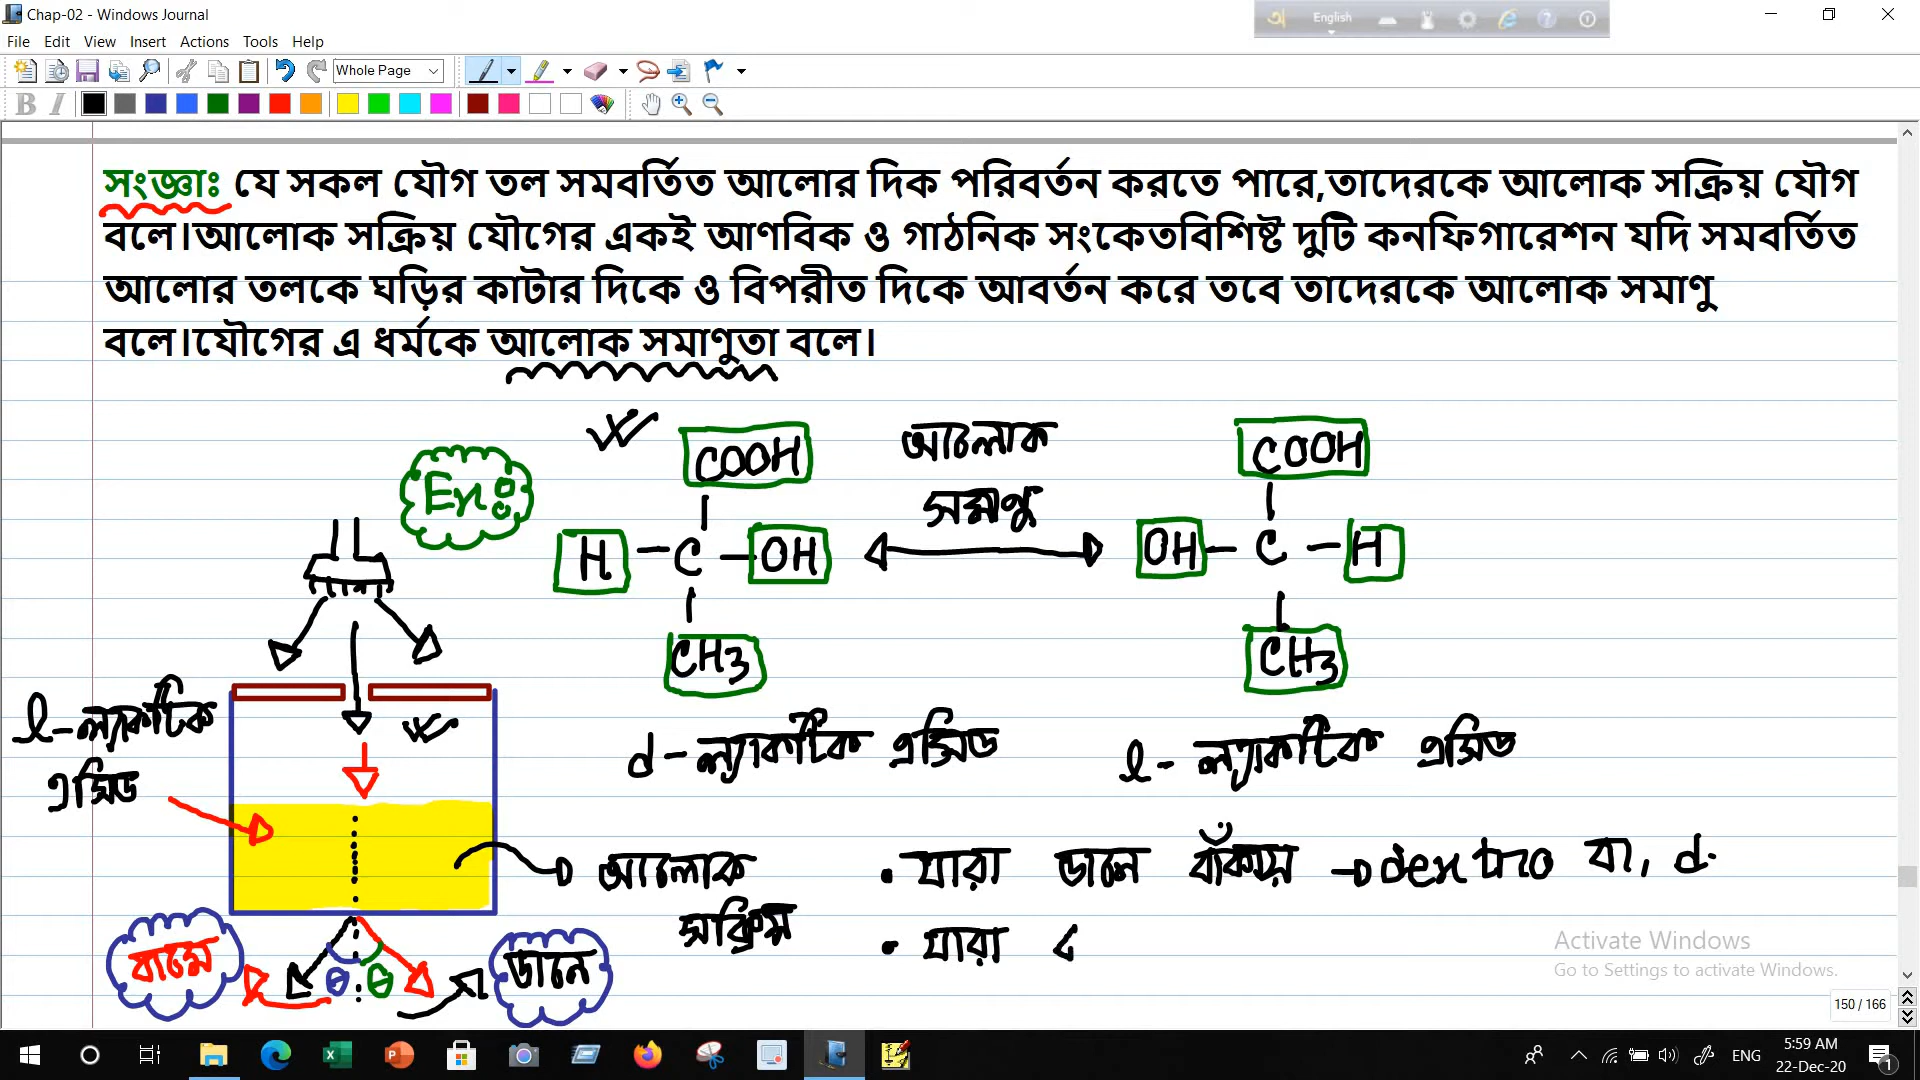 Chap-02 - Windows Journal
English
File Edit View Insert Actions Tools Help
Whole Page
সংজ্ঞাঃ যে সকল যৌগ তল সমবর্তিত আলোর দিক পরিবর্তন করতে পারে,তাদেরকে আলোক সক্রিয় যৌগ
বলে।আলোক সক্রিয় যৌগের একই আণবিক ও গাঠনিক সংকেতবিশিষ্ট দুটি কনফিগারেশন যদি সমবর্তিত
আলোর তলকে ঘড়ির কাটার দিকে ও বিপরীত দিকে আবর্তন করে তবে তাদেরকে আলোক সমাণু
বলে।যৌগের এ ধর্মকে আলোক সমাণুতা বলে।
Ex:
COOH আলোক COOH
সমাণু
H - C - OH OH - C - H
CH3 CH3
l-ল্যাকটিক
এসিড
d-ল্যাকটিক এসিড l-ল্যাকটিক এসিড
আলোক
সক্রিয়
• যারা ডানে বাঁকায় → dextro বা, d-
• যারা
বামে θ θ ডানে
Activate Windows
Go to Settings to activate Windows.
150 / 166
ENG
5:59 AM
22-Dec-20
1